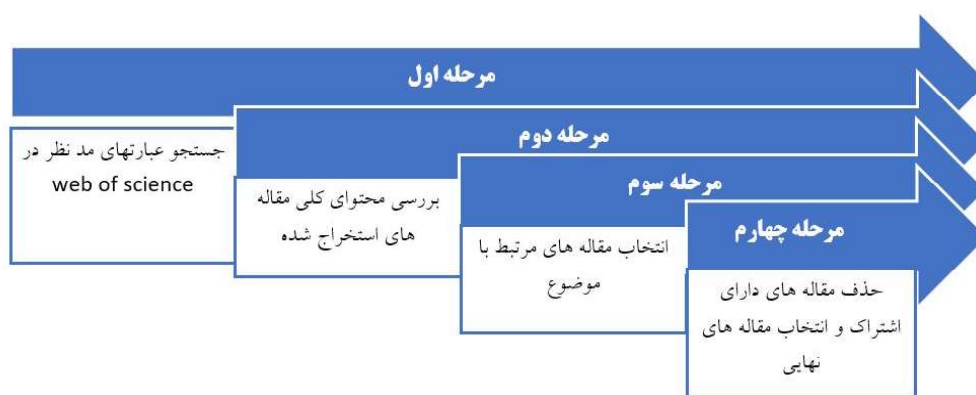 مرحله اول
جستجو عبارتهای مد نظر در
web of science
مرحله دوم
بررسی محتوای کلی مقاله
های استخراج شده
مرحله سوم
انتخاب مقاله های مرتبط با
موضوع
مرحله چهارم
حذف مقاله های دارای
اشتراک و انتخاب مقاله های
نهایی